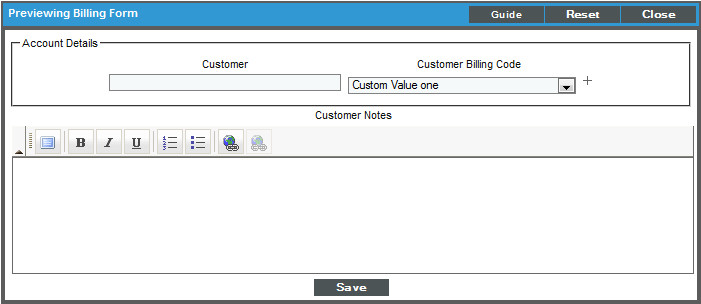 Previewing Billing Form Guide Reset Close
Account Details
Customer Customer Billing Code
Custom Value one
Customer Notes
B I U
Save